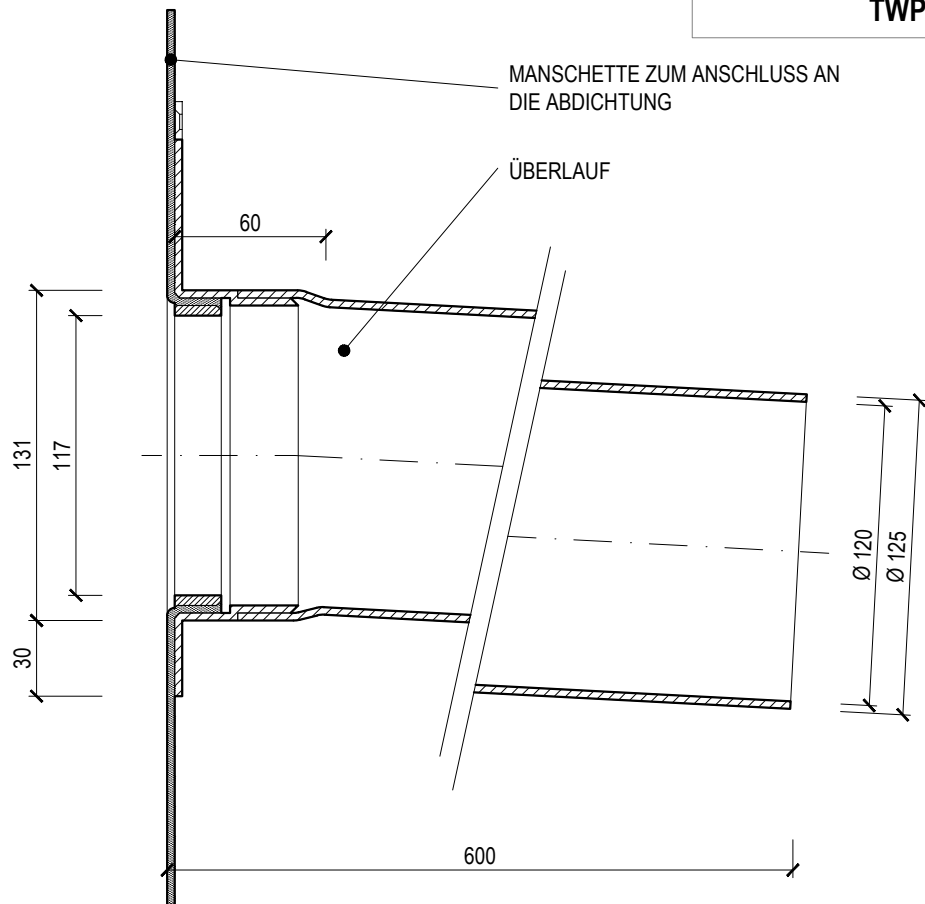 TWP
MANSCHETTE ZUM ANSCHLUSS AN
DIE ABDICHTUNG
ÜBERLAUF
60
131
117
30
Ø 120
Ø 125
600